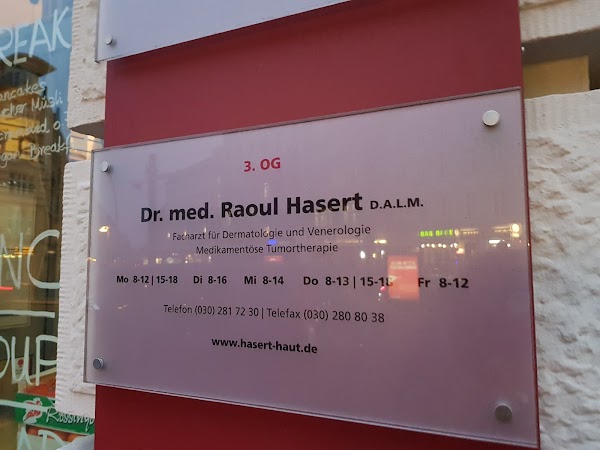 REAK
3. OG
Dr. med. Raoul Hasert D.A.L.M.
Facharzt für Dermatologie und Venerologie
Medikamentöse Tumortherapie
Mo 8-12 | 15-18 Di 8-16 Mi 8-14 Do 8-13 | 15-18 Fr 8-12
Telefon (030) 281 72 30 | Telefax (030) 280 80 38
www.hasert-haut.de